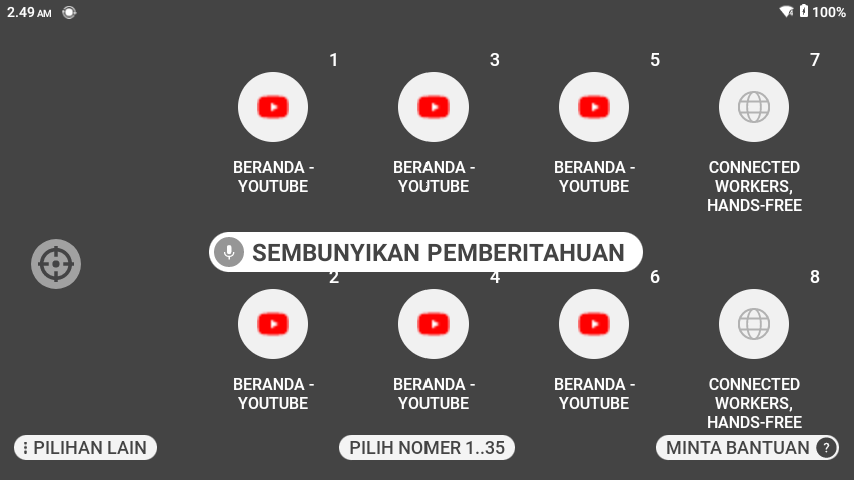 2.49 AM
100%
1
3
5
7
BERANDA -
YOUTUBE
BERANDA -
YOUTUBE
BERANDA -
YOUTUBE
CONNECTED
WORKERS,
HANDS-FREE
SEMBUNYIKAN PEMBERITAHUAN
2
4
6
8
BERANDA -
YOUTUBE
BERANDA -
YOUTUBE
BERANDA -
YOUTUBE
CONNECTED
WORKERS,
HANDS-FREE
PILIHAN LAIN
PILIH NOMER 1..35
MINTA BANTUAN ?